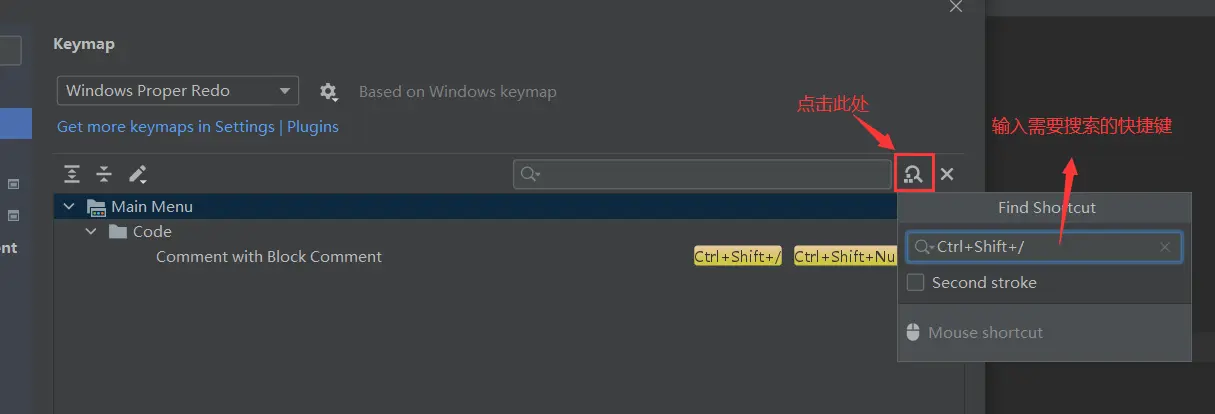 Keymap
Windows Proper Redo
Based on Windows keymap
点击此处
Get more keymaps in Settings | Plugins
输入需要搜索的快捷键
Main Menu
Find Shortcut
Code
Ctrl+Shift+/
ent
Comment with Block Comment
Ctrl+Shift+/
Ctrl+Shift+Nu
Second stroke
Mouse shortcut